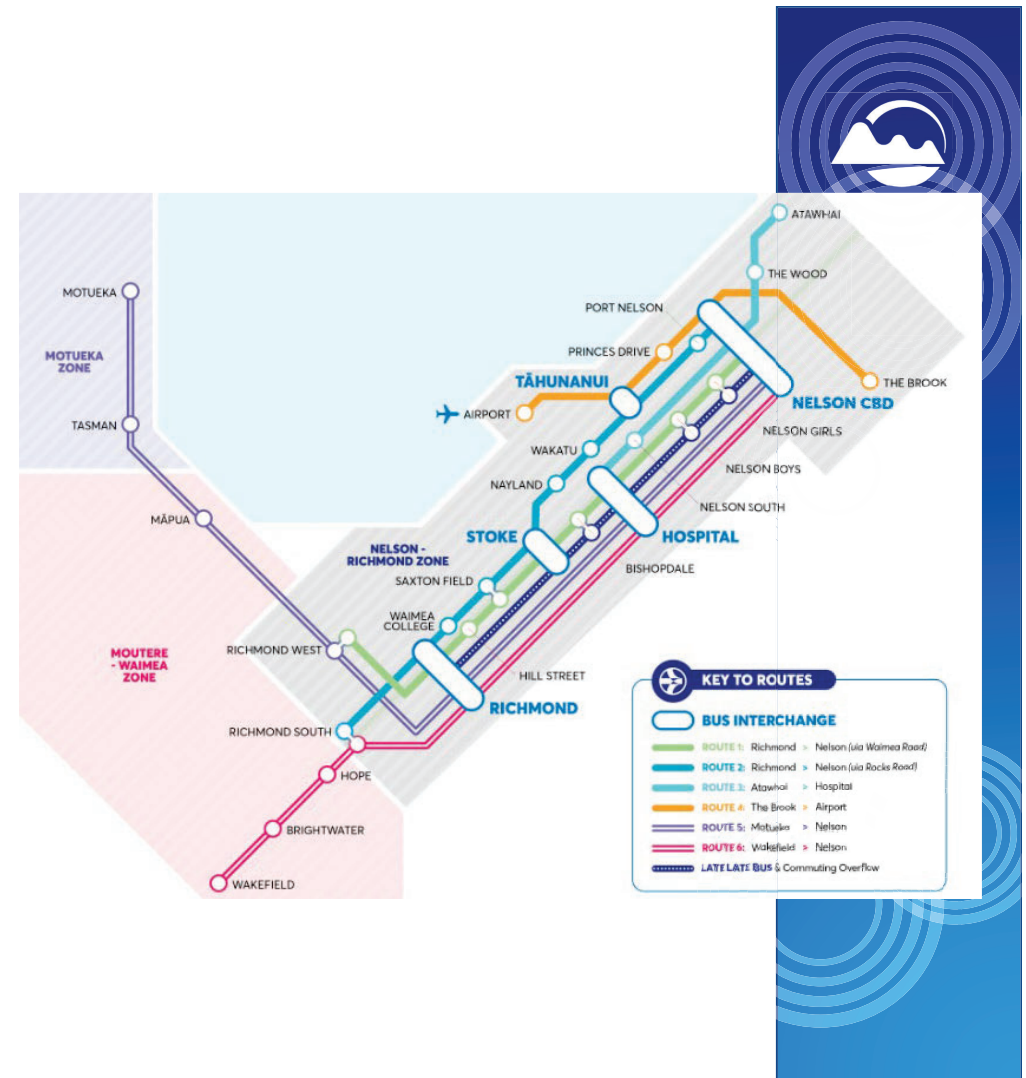 ATAWHAI
THE WOOD
MOTUEKA
PORT NELSON
MOTUEKA
ZONE
PRINCES DRIVE
TĀHUNANUI
THE BROOK
AIRPORT
NELSON CBD
TASMAN
NELSON GIRLS
WAKATU
NELSON BOYS
NAYLAND
NELSON SOUTH
MĀPUA
STOKE
HOSPITAL
NELSON -
RICHMOND ZONE
BISHOPDALE
SAXTON FIELD
WAIMEA
COLLEGE
RICHMOND WEST
MOUTERE
- WAIMEA
ZONE
HILL STREET
RICHMOND
RICHMOND SOUTH
HOPE
BRIGHTWATER
WAKEFIELD
KEY TO ROUTES
BUS INTERCHANGE
ROUTE 1: Richmond > Nelson (via Waimea Road)
ROUTE 2: Richmond > Nelson (via Rocks Road)
ROUTE 3: Atawhai > Hospital
ROUTE 4: The Brook > Airport
ROUTE 5: Motueka > Nelson
ROUTE 6: Wakefield > Nelson
LATE LATE BUS & Commuting Overflow